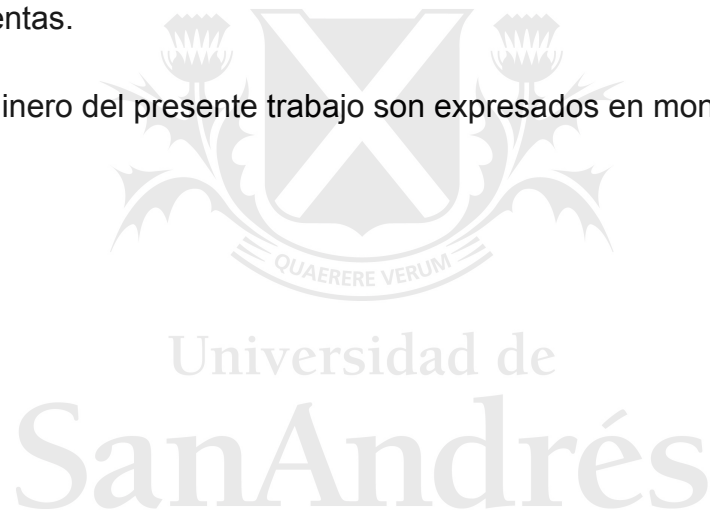 entas.
inero del presente trabajo son expresados en mon
QUAERERE VERUM
Universidad de
SanAndrés